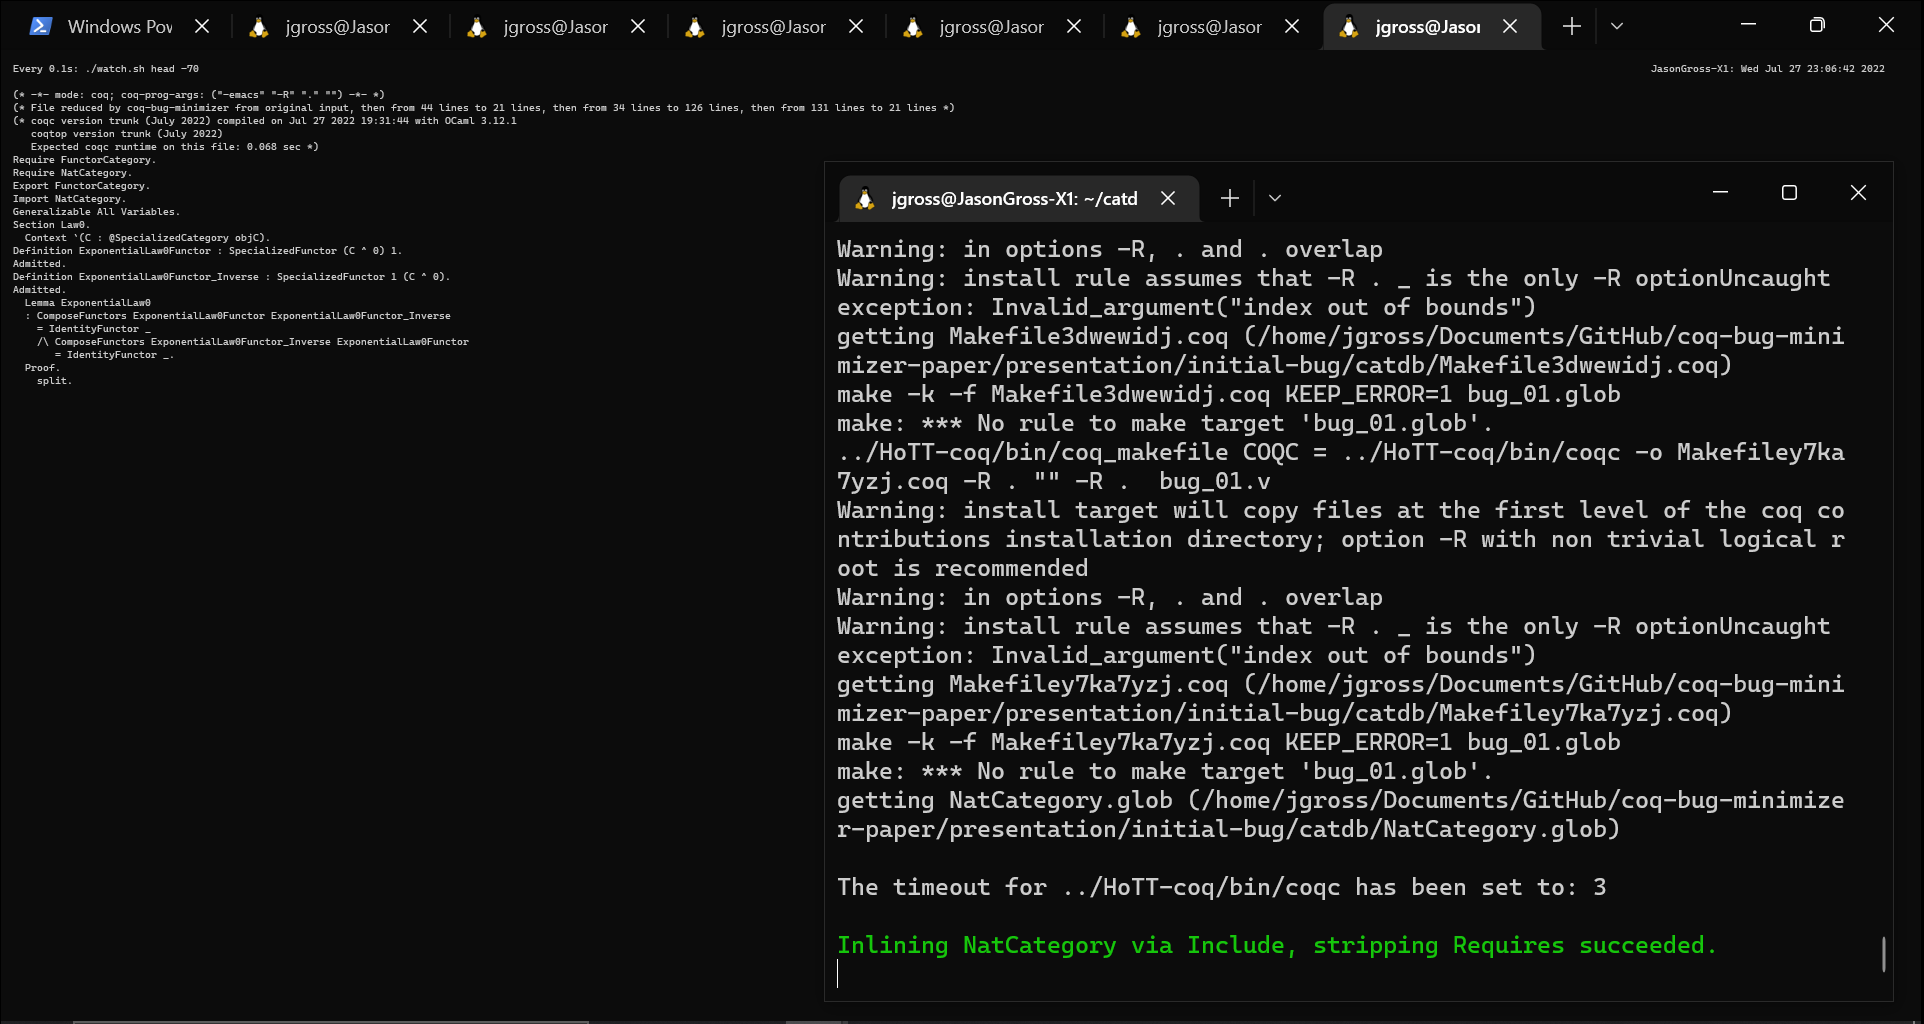 Windows Pov
jgross@Jasor
jgross@Jasor
jgross@Jasor
jgross@Jasor
jgross@Jasor
jgross@Jasor
Every 0.1s: ./watch.sh head -70
JasonGross-X1: Wed Jul 27 23:06:42 2022
(* -*- mode: coq; coq-prog-args: ("-emacs" "-R" "." "") -*- *)
(* File reduced by coq-bug-minimizer from original input, then from 44 lines to 21 lines, then from 34 lines to 126 lines, then from 131 lines to 21 lines *)
(* coqc version trunk (July 2022) compiled on Jul 27 2022 19:31:44 with OCaml 3.12.1
   coqtop version trunk (July 2022)
   Expected coqc runtime on this file: 0.068 sec *)
Require FunctorCategory.
Require NatCategory.
Export FunctorCategory.
Import NatCategory.
Generalizable All Variables.
Section Law0.
  Context `(C : @SpecializedCategory objC).
Definition ExponentialLaw0Functor : SpecializedFunctor (C ^ 0) 1.
Admitted.
Definition ExponentialLaw0Functor_Inverse : SpecializedFunctor 1 (C ^ 0).
Admitted.
  Lemma ExponentialLaw0
  : ComposeFunctors ExponentialLaw0Functor ExponentialLaw0Functor_Inverse
    = IdentityFunctor _
    /\ ComposeFunctors ExponentialLaw0Functor_Inverse ExponentialLaw0Functor
       = IdentityFunctor _.
  Proof.
    split.
jgross@JasonGross-X1: ~/catd
Warning: in options -R, . and . overlap
Warning: install rule assumes that -R . _ is the only -R optionUncaught
exception: Invalid_argument("index out of bounds")
getting Makefile3dwewidj.coq (/home/jgross/Documents/GitHub/coq-bug-mini
mizer-paper/presentation/initial-bug/catdb/Makefile3dwewidj.coq)
make -k -f Makefile3dwewidj.coq KEEP_ERROR=1 bug_01.glob
make: *** No rule to make target 'bug_01.glob'.
../HoTT-coq/bin/coq_makefile COQC = ../HoTT-coq/bin/coqc -o Makefiley7ka
7yzj.coq -R . "" -R .  bug_01.v
Warning: install target will copy files at the first level of the coq co
ntributions installation directory; option -R with non trivial logical r
oot is recommended
Warning: in options -R, . and . overlap
Warning: install rule assumes that -R . _ is the only -R optionUncaught
exception: Invalid_argument("index out of bounds")
getting Makefiley7ka7yzj.coq (/home/jgross/Documents/GitHub/coq-bug-mini
mizer-paper/presentation/initial-bug/catdb/Makefiley7ka7yzj.coq)
make -k -f Makefiley7ka7yzj.coq KEEP_ERROR=1 bug_01.glob
make: *** No rule to make target 'bug_01.glob'.
getting NatCategory.glob (/home/jgross/Documents/GitHub/coq-bug-minimize
r-paper/presentation/initial-bug/catdb/NatCategory.glob)
The timeout for ../HoTT-coq/bin/coqc has been set to: 3
Inlining NatCategory via Include, stripping Requires succeeded.